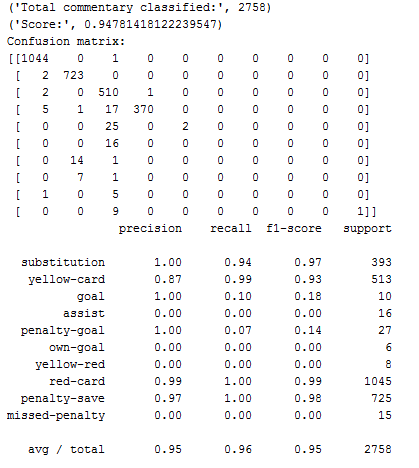 ('Total commentary classified:', 2758)
('Score:', 0.94781418122239547)
Confusion matrix:
[[1044 0 1 0 0 0 0 0 0 0]
[ 2 723 0 0 0 0 0 0 0 0]
[ 2 0 510 1 0 0 0 0 0 0]
[ 5 1 17 370 0 0 0 0 0 0]
[ 0 0 25 0 2 0 0 0 0 0]
[ 0 0 16 0 0 0 0 0 0 0]
[ 0 14 1 0 0 0 0 0 0 0]
[ 0 7 1 0 0 0 0 0 0 0]
[ 1 0 5 0 0 0 0 0 0 0]
[ 0 0 9 0 0 0 0 0 0 1]]
precision recall f1-score support
substitution 1.00 0.94 0.97 393
yellow-card 0.87 0.99 0.93 513
goal 1.00 0.10 0.18 10
assist 0.00 0.00 0.00 16
penalty-goal 1.00 0.07 0.14 27
own-goal 0.00 0.00 0.00 6
yellow-red 0.00 0.00 0.00 8
red-card 0.99 1.00 0.99 1045
penalty-save 0.97 1.00 0.98 725
missed-penalty 0.00 0.00 0.00 15
avg / total 0.95 0.96 0.95 2758